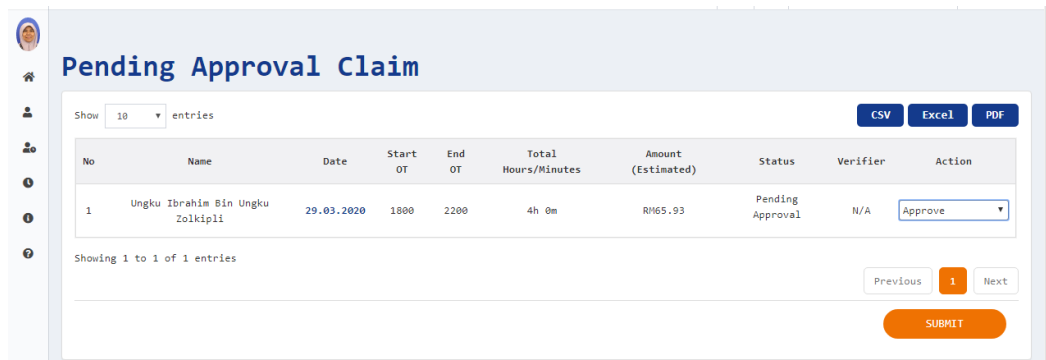 Pending Approval Claim
Show 10 entries
CSV Excel PDF
No Name Date Start OT End OT Total Hours/Minutes Amount (Estimated) Status Verifier Action
1 Ungku Ibrahim Bin Ungku Zolkipli 29.03.2020 1800 2200 4h 0m RM65.93 Pending Approval N/A Approve
Showing 1 to 1 of 1 entries
Previous 1 Next
SUBMIT